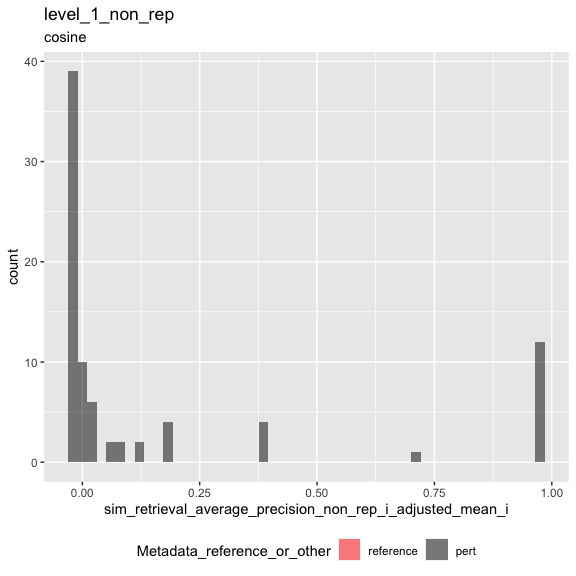 level_1_non_rep
cosine
40
30
20
10
0
count
0.00 0.25 0.50 0.75 1.00
sim_retrieval_average_precision_non_rep_i_adjusted_mean_i
Metadata_reference_or_other reference pert